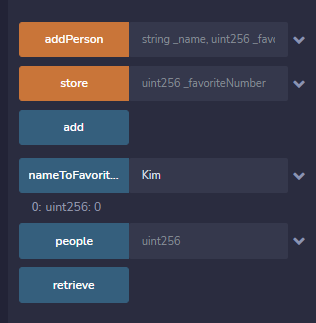 addPerson string _name, uint256 _favo
store uint256 _favoriteNumber
add
nameToFavorit... Kim
0: uint256: 0
people uint256
retrieve